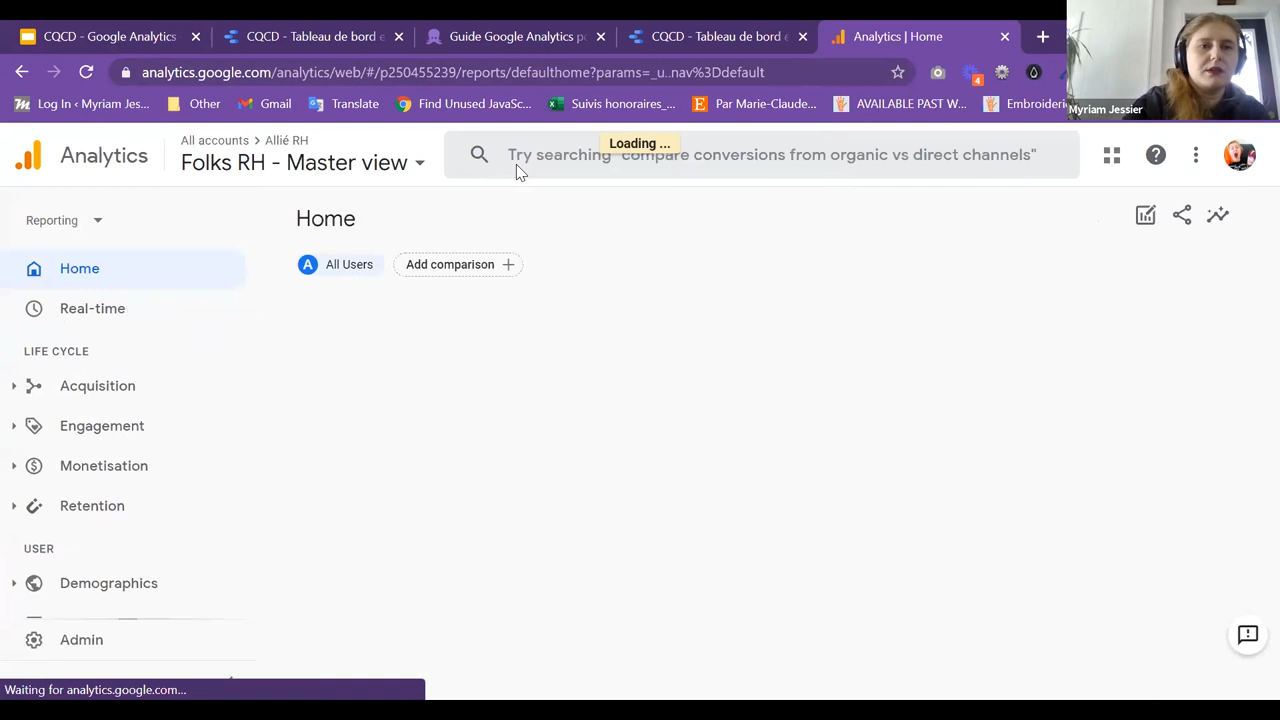 CQCD - Google Analytics
CQCD - Tableau de bord e
Guide Google Analytics po
CQCD - Tableau de bord e
Analytics | Home
analytics.google.com/analytics/web/#/p250455239/reports/defaulthome?params=_u..nav%3Ddefault
4
Log In ‹ Myriam Jes...
Other
Gmail
Translate
Find Unused JavaSc...
Suivis honoraires_...
Par Marie-Claude...
AVAILABLE PAST W...
Embroiderie
Myriam Jessier
Analytics
All accounts > Allié RH
Folks RH - Master view
Loading ...
Try searching "compare conversions from organic vs direct channels"
Reporting
Home
A All Users
Add comparison
Home
Real-time
LIFE CYCLE
Acquisition
Engagement
Monetisation
Retention
USER
Demographics
Admin
Waiting for analytics.google.com...